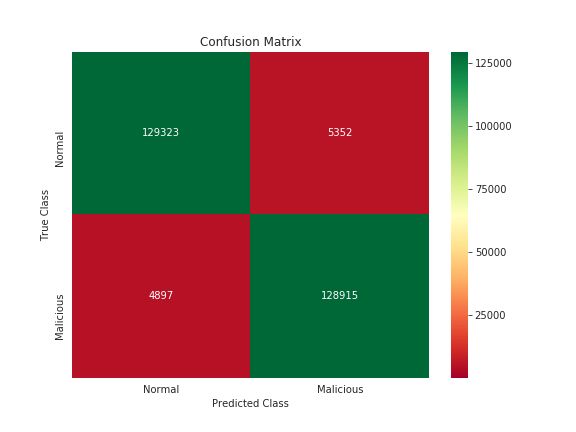 Confusion Matrix
True Class
Normal
129323
5352
Malicious
4897
128915
Normal
Malicious
Predicted Class
125000
100000
75000
50000
25000